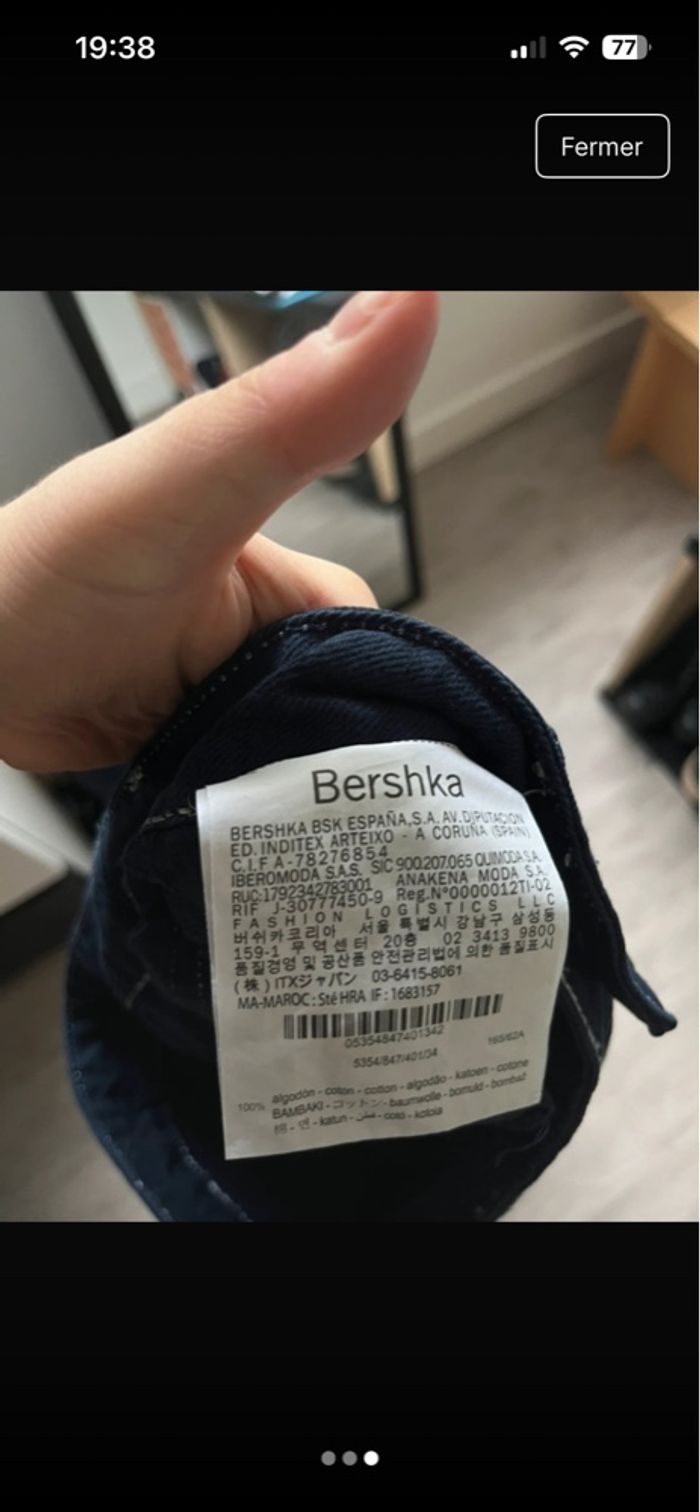 19:38
77
Fermer
Bershka
BERSHKA BSK ESPAÑA,S.A. AV.DIPUTACION
ED. INDITEX ARTEIXO - A CORUÑA (SPAIN)
C.I.F A-78276854
IBEROMODA S.A.S. SIC 900.207.065 QUIMODA S.A.
RUC:1792342783001 ANAKENA MODA S.A.
RIF J-30777450-9 Reg.Nº0000012TI-02
FASHION LOGISTICS LLC
버쉬카코리아 서울 특별시 강남구 삼성동
159-1 무역센터 20층 02 3413 9800
품질경영 및 공산품 안전관리법에 의한 품질표시
(株)ITXジャパン 03-6415-8061
MA-MAROC: Sté HRA IF: 1683157
05354847401342
165/62A
5354/847/401/34
100% algodón - coton - cotton - algodão - katoen - cotone
BAMBAKI - コットン - baumwolle - bomuld - bombaž
棉 - 면 - katun - قطن -